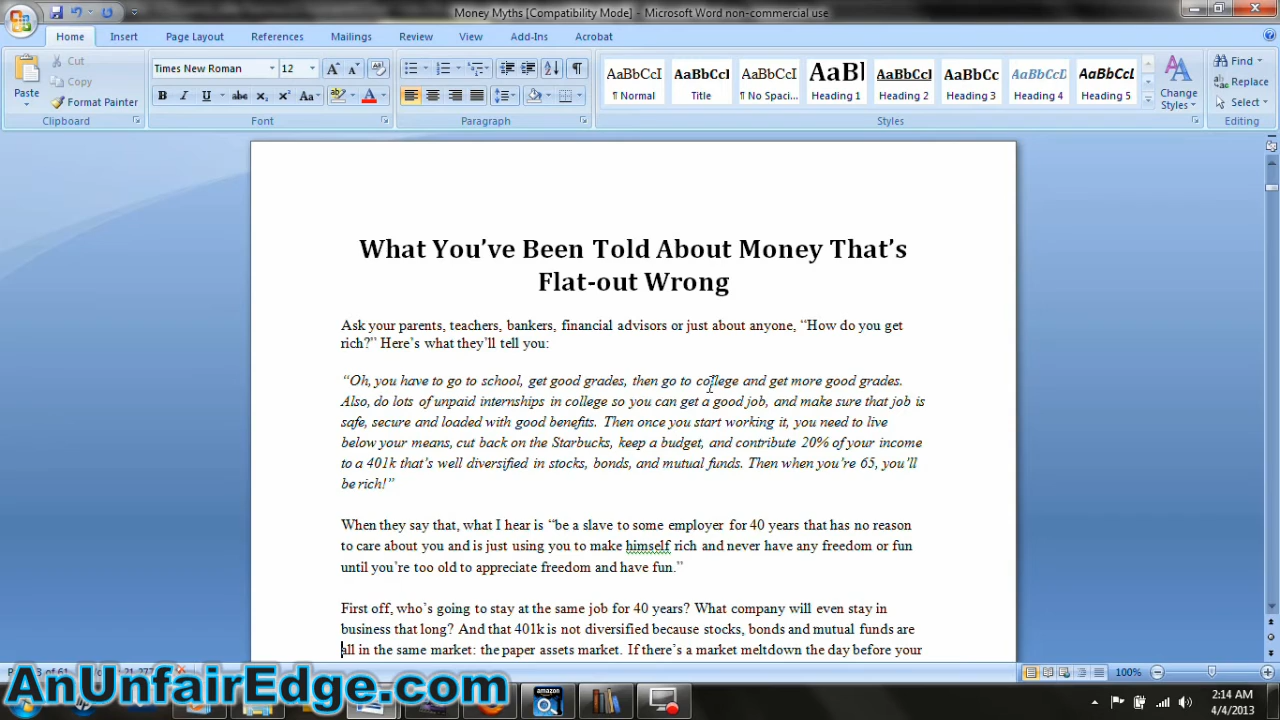 Money Myths [Compatibility Mode] - Microsoft Word non-commercial use
Home Insert Page Layout References Mailings Review View Add-Ins Acrobat
Paste
Cut
Copy
Format Painter
Clipboard
Times New Roman 12
Font
Paragraph
AaBbCcI AaBbCcl AaBbCcI AaBl AaBbCcI AaBbCc AaBbCcD AaBbCcL
¶ Normal Title ¶ No Spaci... Heading 1 Heading 2 Heading 3 Heading 4 Heading 5
Change Styles
Styles
Find
Replace
Select
Editing
What You’ve Been Told About Money That’s
Flat-out Wrong
Ask your parents, teachers, bankers, financial advisors or just about anyone, “How do you get
rich?” Here’s what they’ll tell you:
“Oh, you have to go to school, get good grades, then go to college and get more good grades.
Also, do lots of unpaid internships in college so you can get a good job, and make sure that job is
safe, secure and loaded with good benefits. Then once you start working it, you need to live
below your means, cut back on the Starbucks, keep a budget, and contribute 20% of your income
to a 401k that’s well diversified in stocks, bonds, and mutual funds. Then when you’re 65, you’ll
be rich!”
When they say that, what I hear is “be a slave to some employer for 40 years that has no reason
to care about you and is just using you to make himself rich and never have any freedom or fun
until you’re too old to appreciate freedom and have fun.”
First off, who’s going to stay at the same job for 40 years? What company will even stay in
business that long? And that 401k is not diversified because stocks, bonds and mutual funds are
all in the same market: the paper assets market. If there’s a market meltdown the day before your
100%
AnUnfairEdge.com
amazon
2:14 AM
4/4/2013